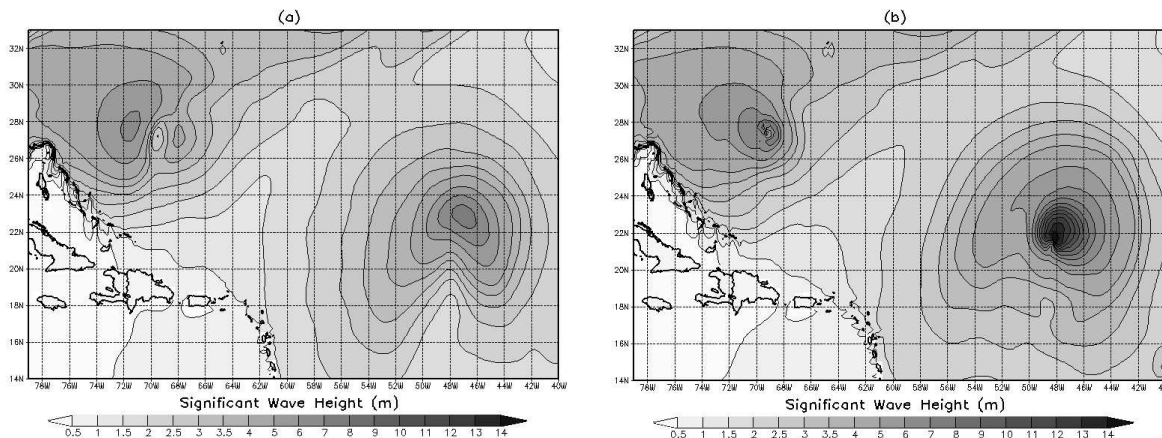 (a)
32N
30N
28N
26N
24N
22N
20N
18N
16N
14N
78W 76W 74W 72W 70W 68W 66W 64W 62W 60W 58W 56W 54W 52W 50W 48W 46W 44W 42W 40W
Significant Wave Height (m)
0.5 1 1.5 2 2.5 3 3.5 4 5 6 7 8 9 10 11 12 13 14
(b)
32N
30N
28N
26N
24N
22N
20N
18N
16N
14N
78W 76W 74W 72W 70W 68W 66W 64W 62W 60W 58W 56W 54W 52W 50W 48W 46W 44W 42W 40W
Significant Wave Height (m)
0.5 1 1.5 2 2.5 3 3.5 4 5 6 7 8 9 10 11 12 13 14